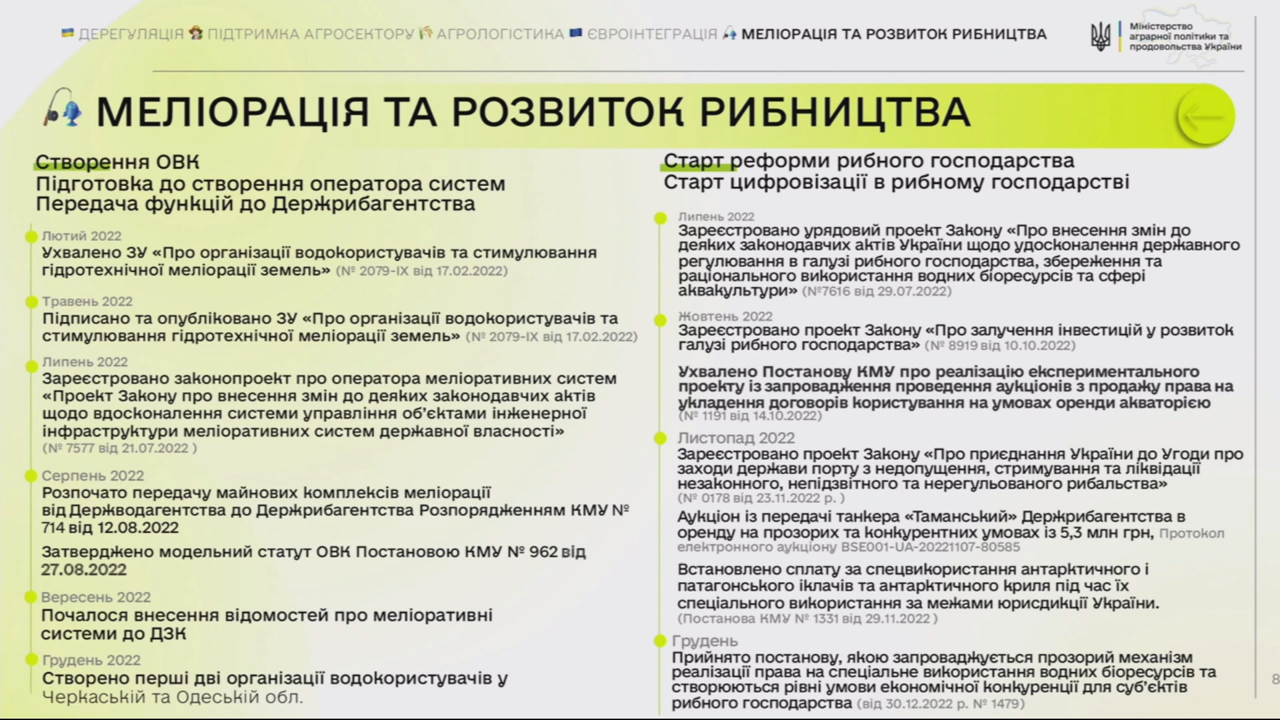 ДЕРЕГУЛЯЦІЯ ПІДТРИМКА АГРОСЕКТОРУ АГРОЛОГІСТИКА ЄВРОІНТЕГРАЦІЯ МЕЛІОРАЦІЯ ТА РОЗВИТОК РИБНИЦТВА
Міністерство
аграрної політики та
продовольства України
МЕЛІОРАЦІЯ ТА РОЗВИТОК РИБНИЦТВА
Створення ОВК
Підготовка до створення оператора систем
Передача функцій до Держрибагентства
Лютий 2022
Ухвалено ЗУ «Про організації водокористувачів та стимулювання
гідротехнічної меліорації земель» (№ 2079-IX від 17.02.2022)
Травень 2022
Підписано та опубліковано ЗУ «Про організації водокористувачів та
стимулювання гідротехнічної меліорації земель» (№ 2079-IX від 17.02.2022)
Липень 2022
Зареєстровано законопроект про оператора меліоративних систем
«Проект Закону про внесення змін до деяких законодавчих актів
щодо вдосконалення системи управління об’єктами інженерної
інфраструктури меліоративних систем державної власності»
(№ 7577 від 21.07.2022 )
Серпень 2022
Розпочато передачу майнових комплексів меліорації
від Держводагентства до Держрибагентства Розпорядженням КМУ №
714 від 12.08.2022
Затверджено модельний статут ОВК Постановою КМУ № 962 від
27.08.2022
Вересень 2022
Почалося внесення відомостей про меліоративні
системи до ДЗК
Грудень 2022
Створено перші дві організації водокористувачів у
Черкаській та Одеській обл.
Старт реформи рибного господарства
Старт цифровізації в рибному господарстві
Липень 2022
Зареєстровано урядовий проект Закону «Про внесення змін до
деяких законодавчих актів України щодо удосконалення державного
регулювання в галузі рибного господарства, збереження та
раціонального використання водних біоресурсів та сфері
аквакультури» (№7616 від 29.07.2022)
Жовтень 2022
Зареєстровано проект Закону «Про залучення інвестицій у розвиток
галузі рибного господарства» (№ 8919 від 10.10.2022)
Ухвалено Постанову КМУ про реалізацію експериментального
проекту із запровадження проведення аукціонів з продажу права на
укладення договорів користування на умовах оренди акваторією
(№ 1191 від 14.10.2022)
Листопад 2022
Зареєстровано проект Закону «Про приєднання України до Угоди про
заходи держави порту з недопущення, стримування та ліквідації
незаконного, непідзвітного та нерегульованого рибальства»
(№ 0178 від 23.11.2022 р. )
Аукціон із передачі танкера «Таманський» Держрибагентства в
оренду на прозорих та конкурентних умовах із 5,3 млн грн, Протокол
електронного аукціону BSE001-UA-20221107-80585
Встановлено сплату за спецвикористання антарктичного і
патагонського іклачів та антарктичного криля під час їх
спеціального використання за межами юрисдикції України.
(Постанова КМУ № 1331 від 29.11.2022 )
Грудень
Прийнято постанову, якою запроваджується прозорий механізм
реалізації права на спеціальне використання водних біоресурсів та
створюються рівні умови економічної конкуренції для суб’єктів
рибного господарства (від 30.12.2022 р. № 1479)
8